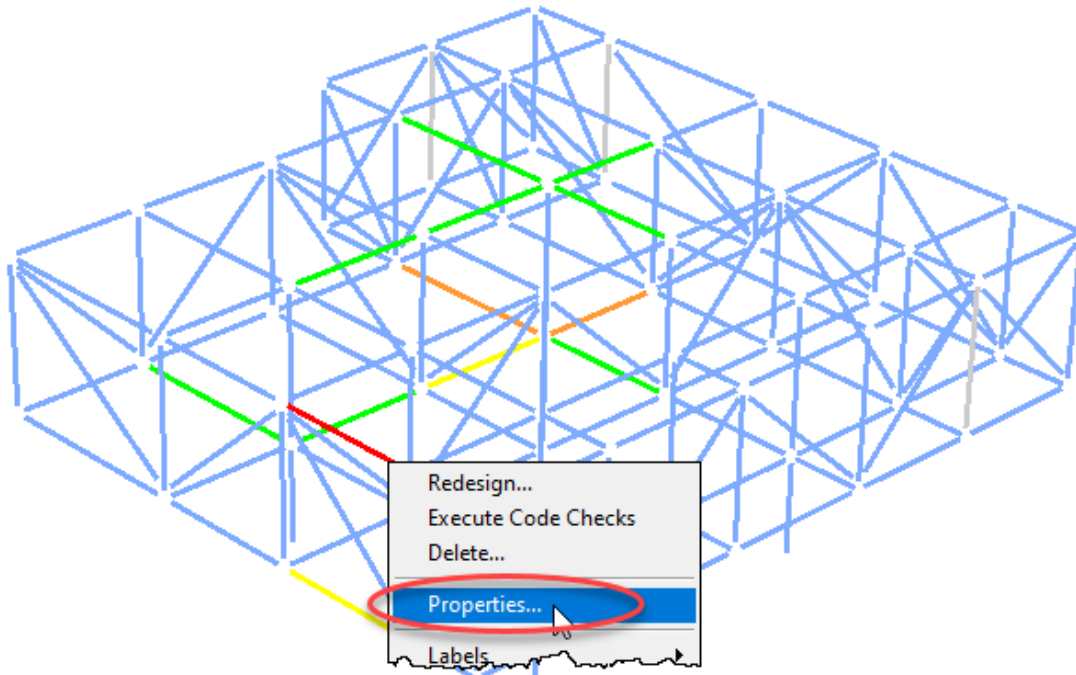 Redesign...
Execute Code Checks
Delete...
Properties...
Labels